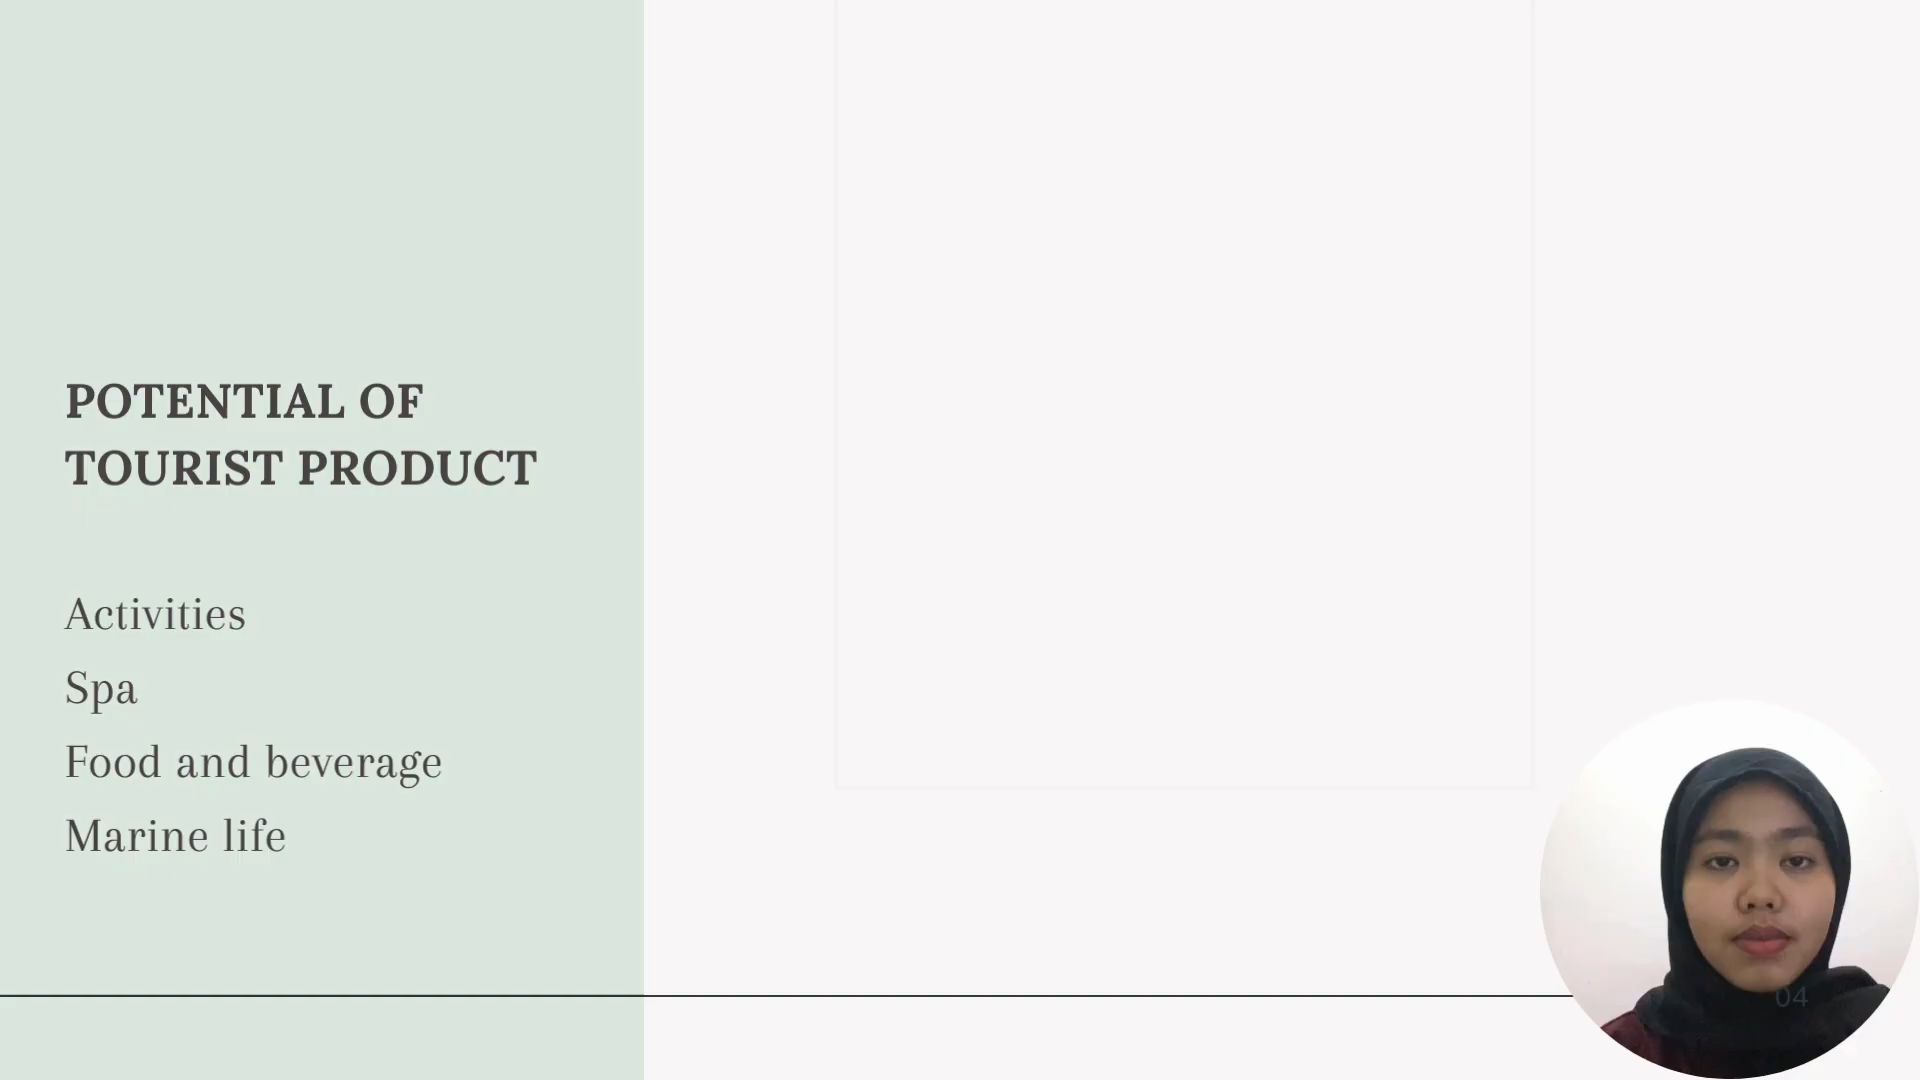 POTENTIAL OF
TOURIST PRODUCT
Activities
Spa
Food and beverage
Marine life
04